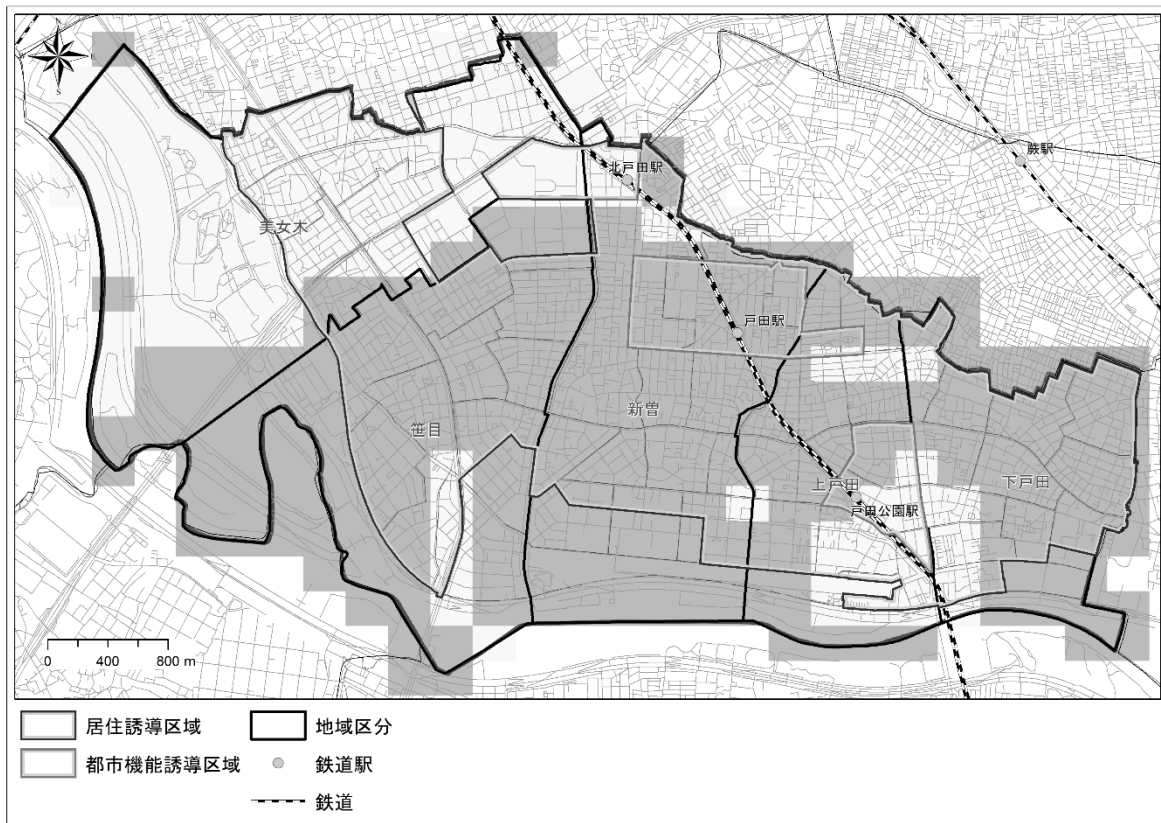 N
E
S
蕨駅
北戸田駅
美女木
戸田駅
新曽
笹目
上戸田
下戸田
戸田公園駅
0 400 800 m
居住誘導区域 地域区分
都市機能誘導区域 鉄道駅
鉄道